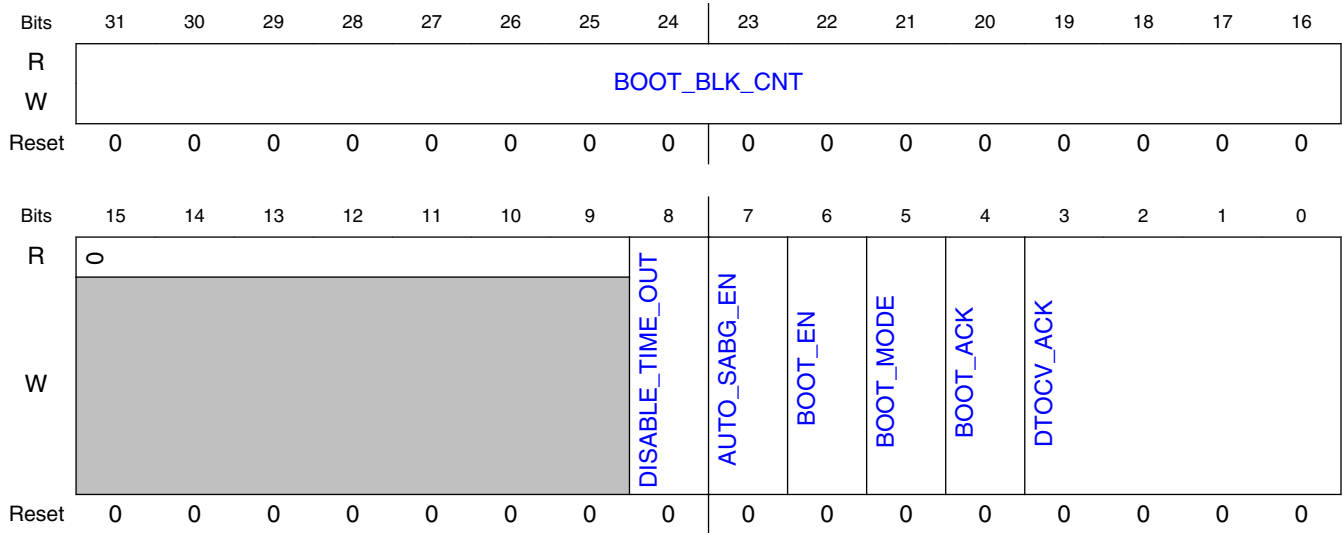 Bits 31 30 29 28 27 26 25 24 23 22 21 20 19 18 17 16
R
BOOT_BLK_CNT
W
Reset 0 0 0 0 0 0 0 0 0 0 0 0 0 0 0 0
Bits 15 14 13 12 11 10 9 8 7 6 5 4 3 2 1 0
R 0
DISABLE_TIME_OUT
AUTO_SABG_EN
BOOT_EN
BOOT_MODE
BOOT_ACK
DTOCV_ACK
W
Reset 0 0 0 0 0 0 0 0 0 0 0 0 0 0 0 0